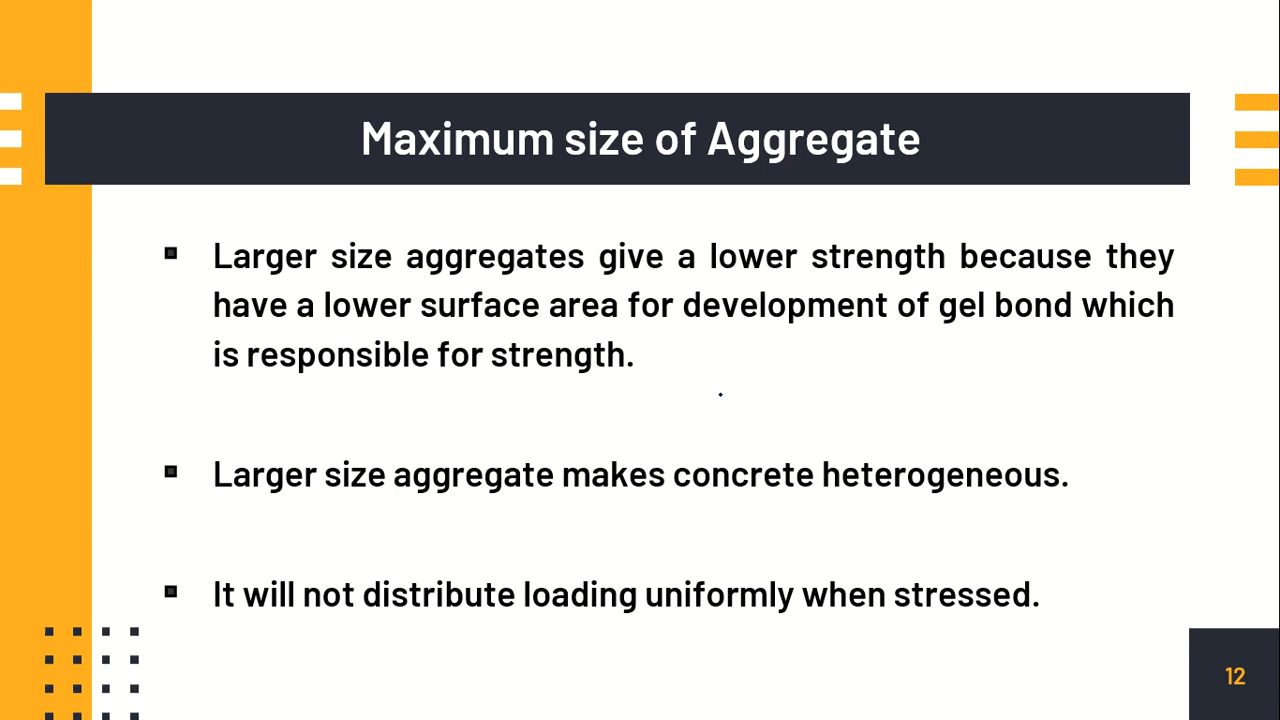 Maximum size of Aggregate
Larger size aggregates give a lower strength because they
have a lower surface area for development of gel bond which
is responsible for strength.
Larger size aggregate makes concrete heterogeneous.
It will not distribute loading uniformly when stressed.
12